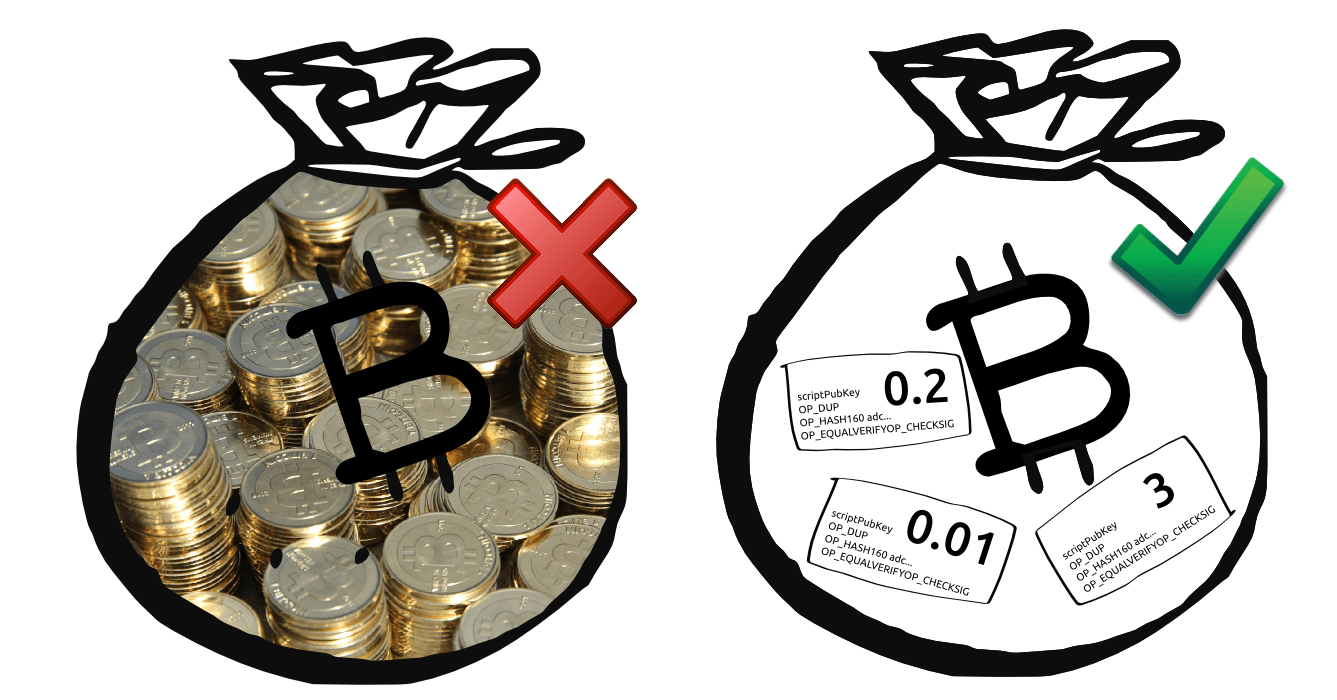 scriptPubKey
0.2
OP_DUP
OP_HASH160 adc...
OP_EQUALVERIFYOP_CHECKSIG
scriptPubKey
0.01
OP_DUP
OP_HASH160 adc...
OP_EQUALVERIFYOP_CHECKSIG
scriptPubKey
3
OP_DUP
OP_HASH160 adc...
OP_EQUALVERIFYOP_CHECKSIG